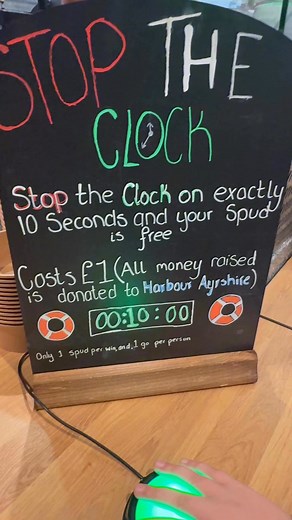 STOP THE
CLOCK
Stop the Clock on exactly
10 Seconds and your Spud
is free
Costs £1 (All money raised
is donated to Harbour Ayrshire)
00:10:00
Only 1 spud per win, and, 1 go per person